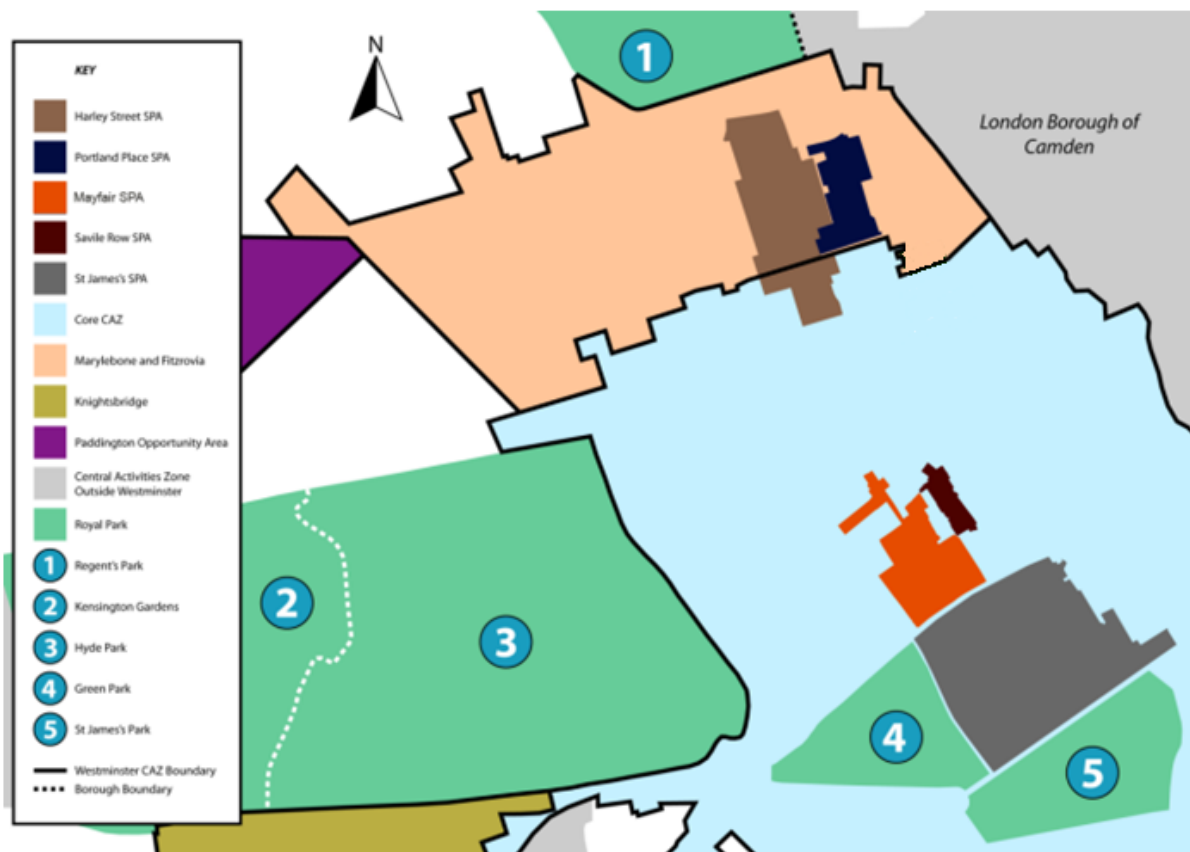 KEY
Harley Street SPA
Portland Place SPA
Mayfair SPA
Savile Row SPA
St James's SPA
Core CAZ
Marylebone and Fitzrovia
Knightsbridge
Paddington Opportunity Area
Central Activities Zone
Outside Westminster
Royal Park
1 Regent's Park
2 Kensington Gardens
3 Hyde Park
4 Green Park
5 St James's Park
Westminster CAZ Boundary
Borough Boundary
N
1
London Borough of
Camden
2
3
4
5